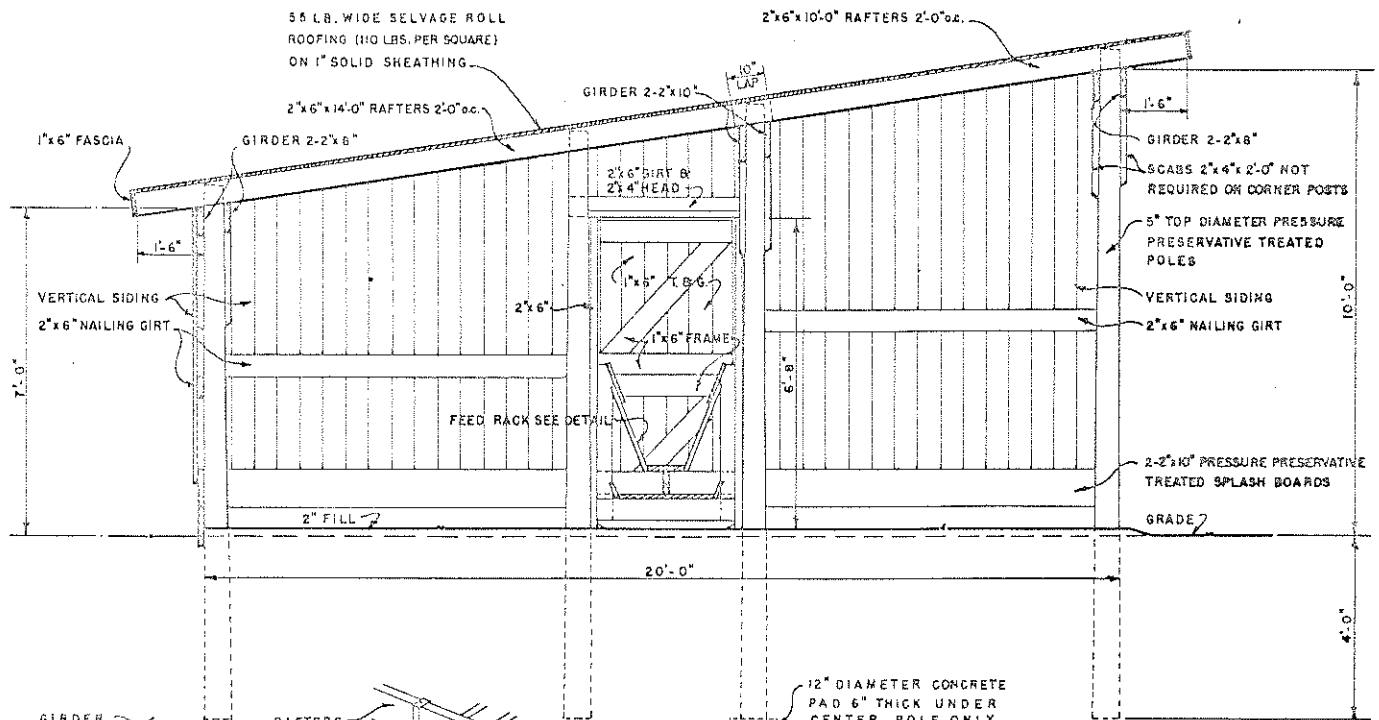 55 LB. WIDE SELVAGE ROLL
ROOFING (110 LBS. PER SQUARE)
ON 1" SOLID SHEATHING
2"x6"x10'-0" RAFTERS 2'-0"o.c.
10"
LAP
GIRDER 2-2"x10"
2"x6"x14'-0" RAFTERS 2'-0"o.c.
1'-6"
1"x6" FASCIA
GIRDER 2-2"x8"
GIRDER 2-2"x8"
SCABS 2"x4"x2'-0" NOT
REQUIRED ON CORNER POSTS
2"x6" GIRT &
2"x4" HEAD
5" TOP DIAMETER PRESSURE
PRESERVATIVE TREATED
POLES
1'-6"
1"x6" T.&G.
VERTICAL SIDING
2"x6"
VERTICAL SIDING
2"x6" NAILING GIRT
2"x6" NAILING GIRT
10'-0"
1"x6" FRAME
7'-0"
6'-8"
FEED RACK SEE DETAIL
2-2"x10" PRESSURE PRESERVATIVE
TREATED SPLASH BOARDS
2" FILL
GRADE
20'-0"
4'-0"
12" DIAMETER CONCRETE
PAD 6" THICK UNDER
CENTER POLE ONLY
GIRDER
RAFTERS